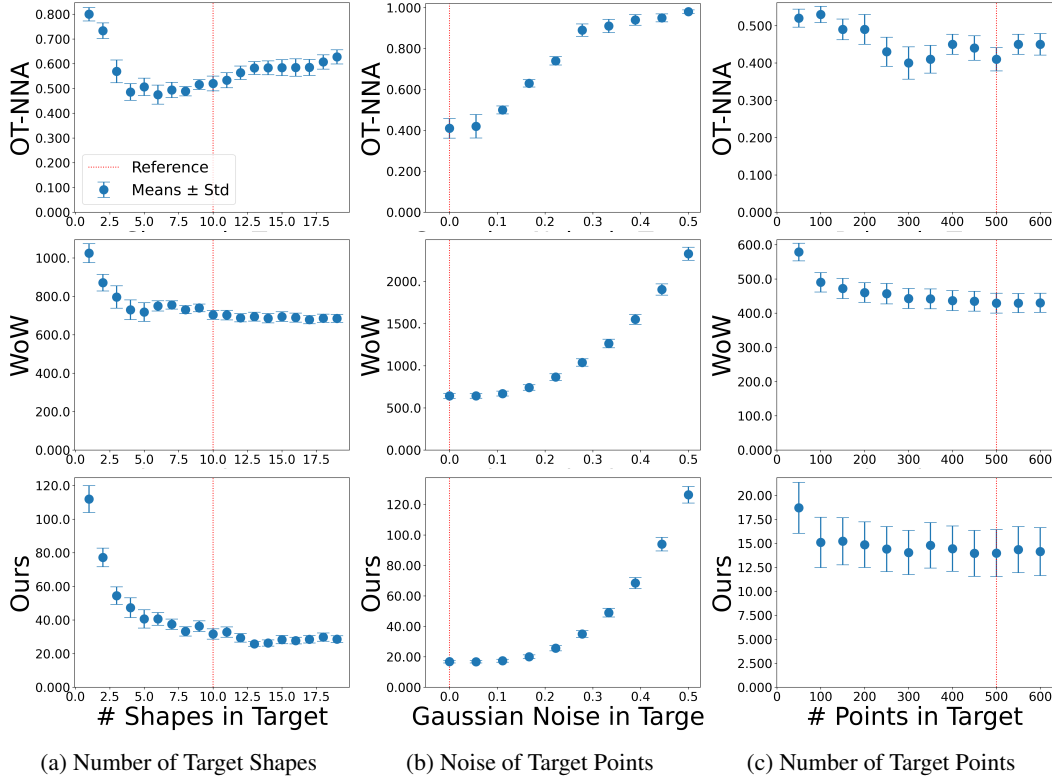 OT-NNA
0.800
0.700
0.600
0.500
0.400
0.300
0.200
0.100
0.000
Reference
Means ± Std
0.0 2.5 5.0 7.5 10.0 12.5 15.0 17.5
OT-NNA
1.000
0.800
0.600
0.400
0.200
0.000
0.0 0.1 0.2 0.3 0.4 0.5
OT-NNA
0.500
0.400
0.300
0.200
0.100
0.000
0 100 200 300 400 500 600
WoW
1000.
800.0
600.0
400.0
200.0
0.000
0.0 2.5 5.0 7.5 10.0 12.5 15.0 17.5
WoW
2000
1500
1000
500.0
0.000
0.0 0.1 0.2 0.3 0.4 0.5
WoW
600.0
500.0
400.0
300.0
200.0
100.0
0.000
0 100 200 300 400 500 600
Ours
120.0
100.0
80.00
60.00
40.00
20.00
0.000
0.0 2.5 5.0 7.5 10.0 12.5 15.0 17.5
# Shapes in Target
Ours
120.0
100.0
80.00
60.00
40.00
20.00
0.000
0.0 0.1 0.2 0.3 0.4 0.5
Gaussian Noise in Targe
Ours
20.00
17.50
15.00
12.50
10.00
7.500
5.000
2.500
0.000
0 100 200 300 400 500 600
# Points in Target
(a) Number of Target Shapes
(b) Noise of Target Points
(c) Number of Target Points